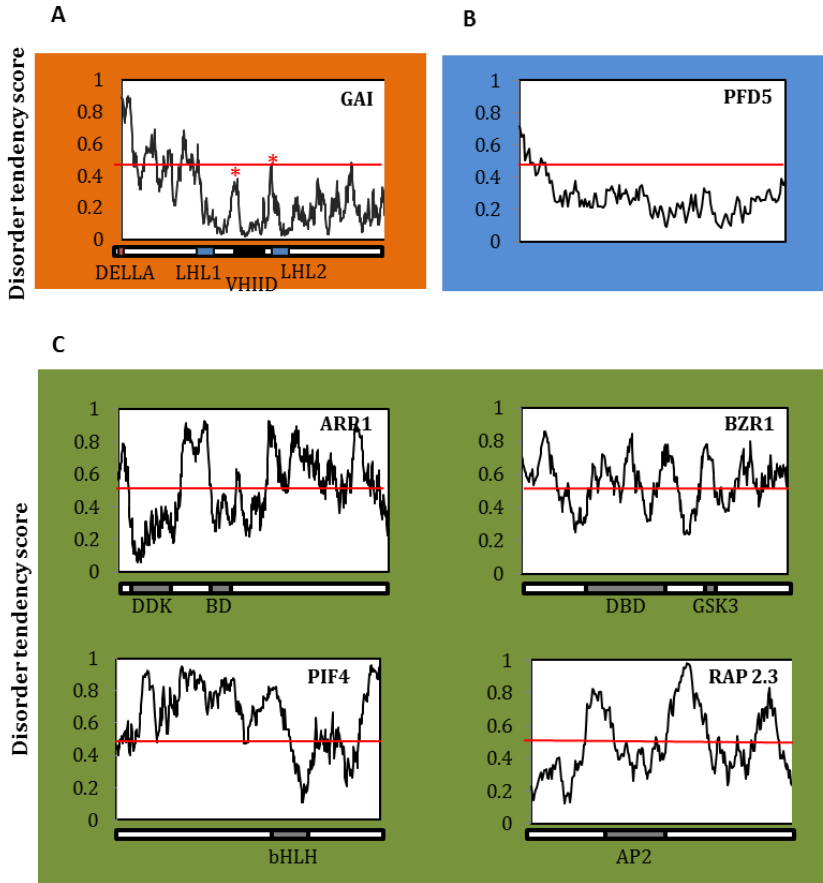 A
B
Disorder tendency score
1
0.8
0.6
0.4
0.2
0
GAI
*
*
DELLA
LHL1
VHIID
LHL2
1
0.8
0.6
0.4
0.2
0
PFD5
C
Disorder tendency score
1
0.8
0.6
0.4
0.2
0
ARR1
DDK
BD
1
0.8
0.6
0.4
0.2
0
BZR1
DBD
GSK3
1
0.8
0.6
0.4
0.2
0
PIF4
bHLH
1
0.8
0.6
0.4
0.2
0
RAP 2.3
AP2